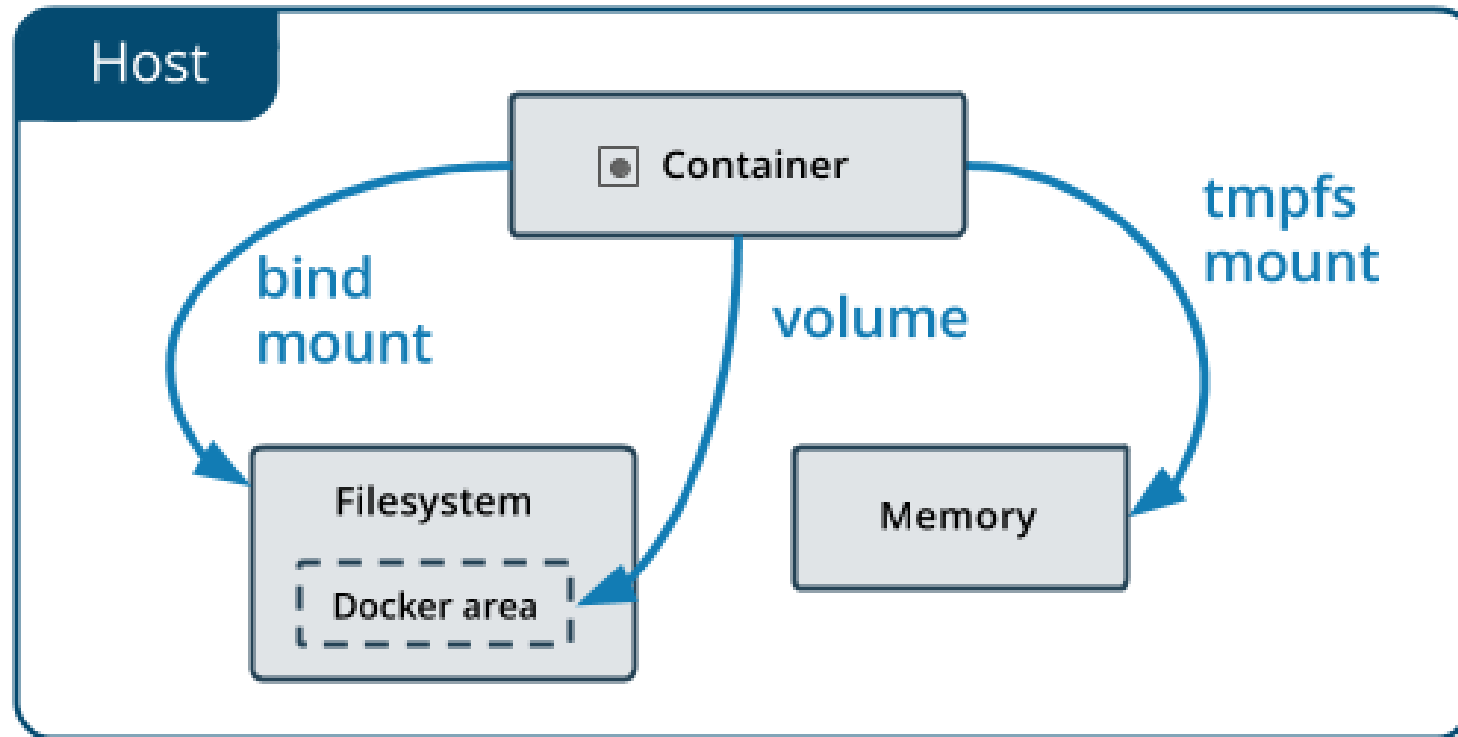 Host
Container
tmpfs
mount
bind
mount
volume
Filesystem
Memory
Docker area